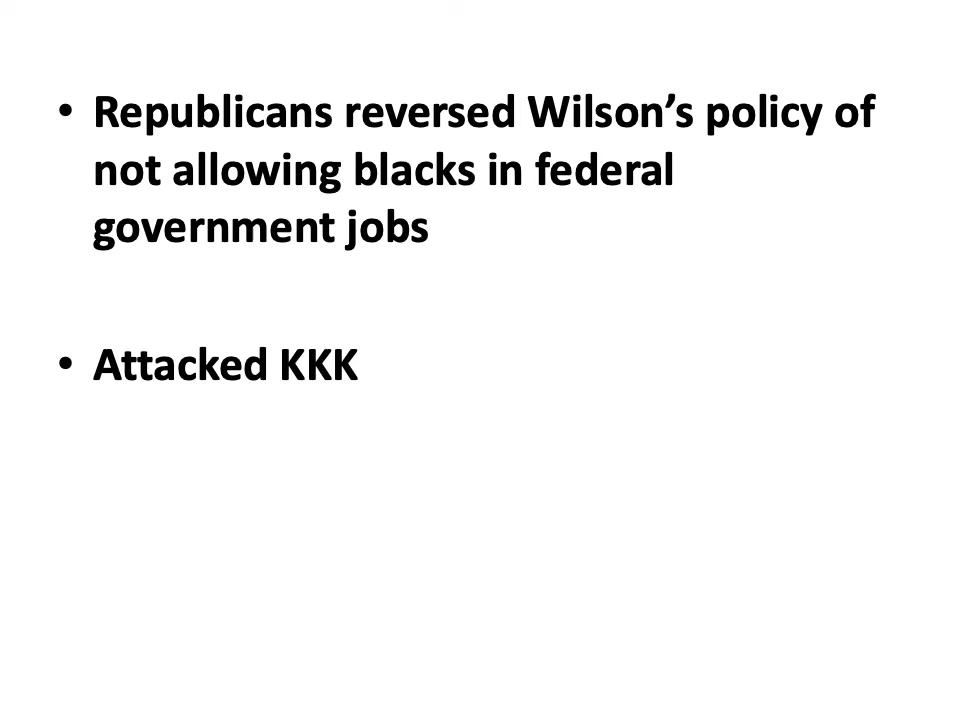 • Republicans reversed Wilson’s policy of
not allowing blacks in federal
government jobs
• Attacked KKK